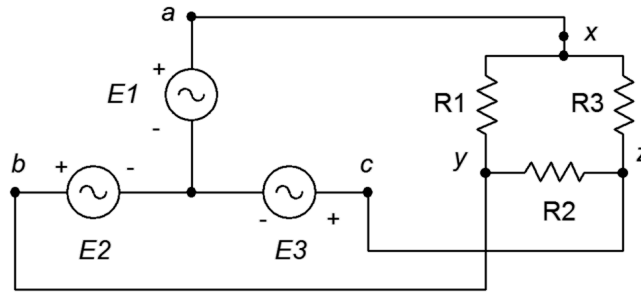 a
x
+
E1
-
R1
R3
b
+
-
c
y
z
-
+
R2
E2
E3